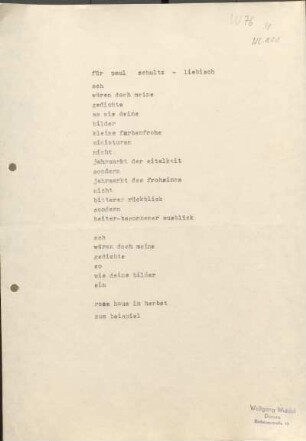 für paul schultz - liebisch
ach
wären doch meine
gedichte
so wie deine
bilder
kleine farbenfrohe
miniaturen
nicht
jahrmarkt der eitelkeit
sondern
jahrmarkt des frohsinns
nicht
bitterer rückblick
sondern
heiter-besonnener ausblick
ach
wären doch meine
gedichte
so
wie deine bilder
ein
rosa haus im herbst
zum beispiel
Wolfgang